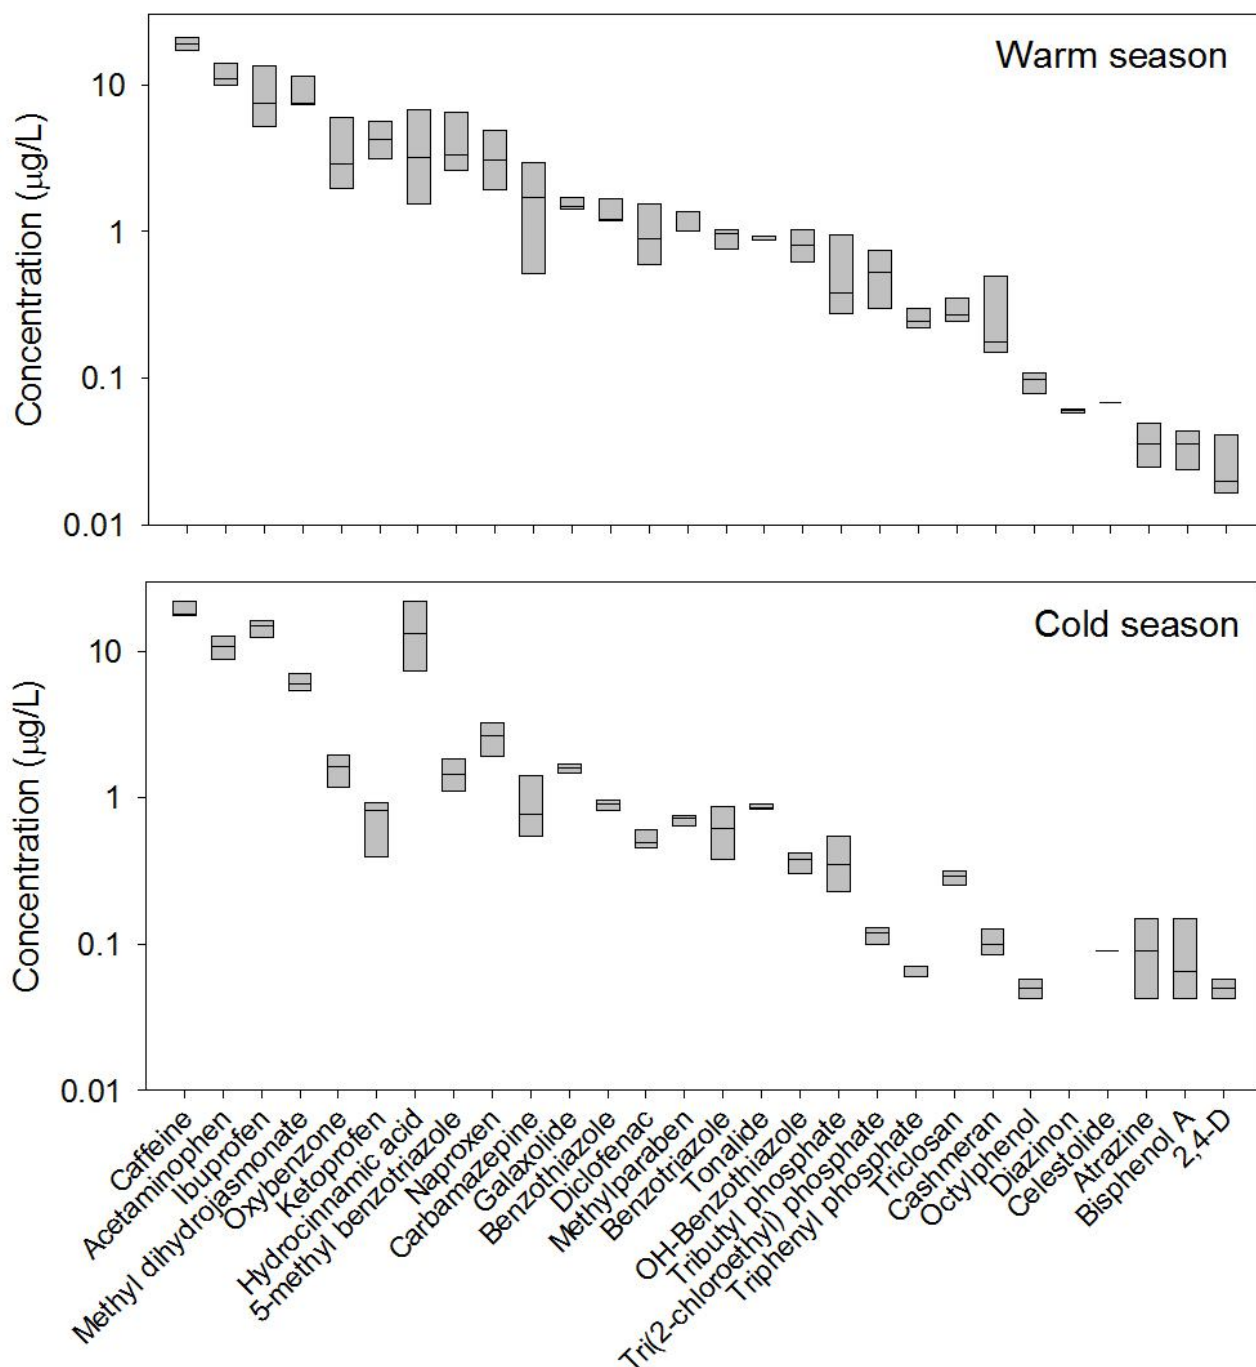 Warm season
Concentration (µg/L)
10
1
0.1
0.01
Cold season
Concentration (µg/L)
10
1
0.1
0.01
Caffeine
Acetaminophen
Ibuprofen
Methyl dihydrojasmonate
Oxybenzone
Ketoprofen
Hydrocinnamic acid
5-methyl benzotriazole
Naproxen
Carbamazepine
Galaxolide
Benzothiazole
Diclofenac
Methylparaben
Benzotriazole
Tonalide
OH-Benzothiazole
Tributyl phosphate
Tri(2-chloroethyl) phosphate
Triphenyl phosphate
Triclosan
Cashmeran
Octylphenol
Diazinon
Celestolide
Atrazine
Bisphenol A
2,4-D